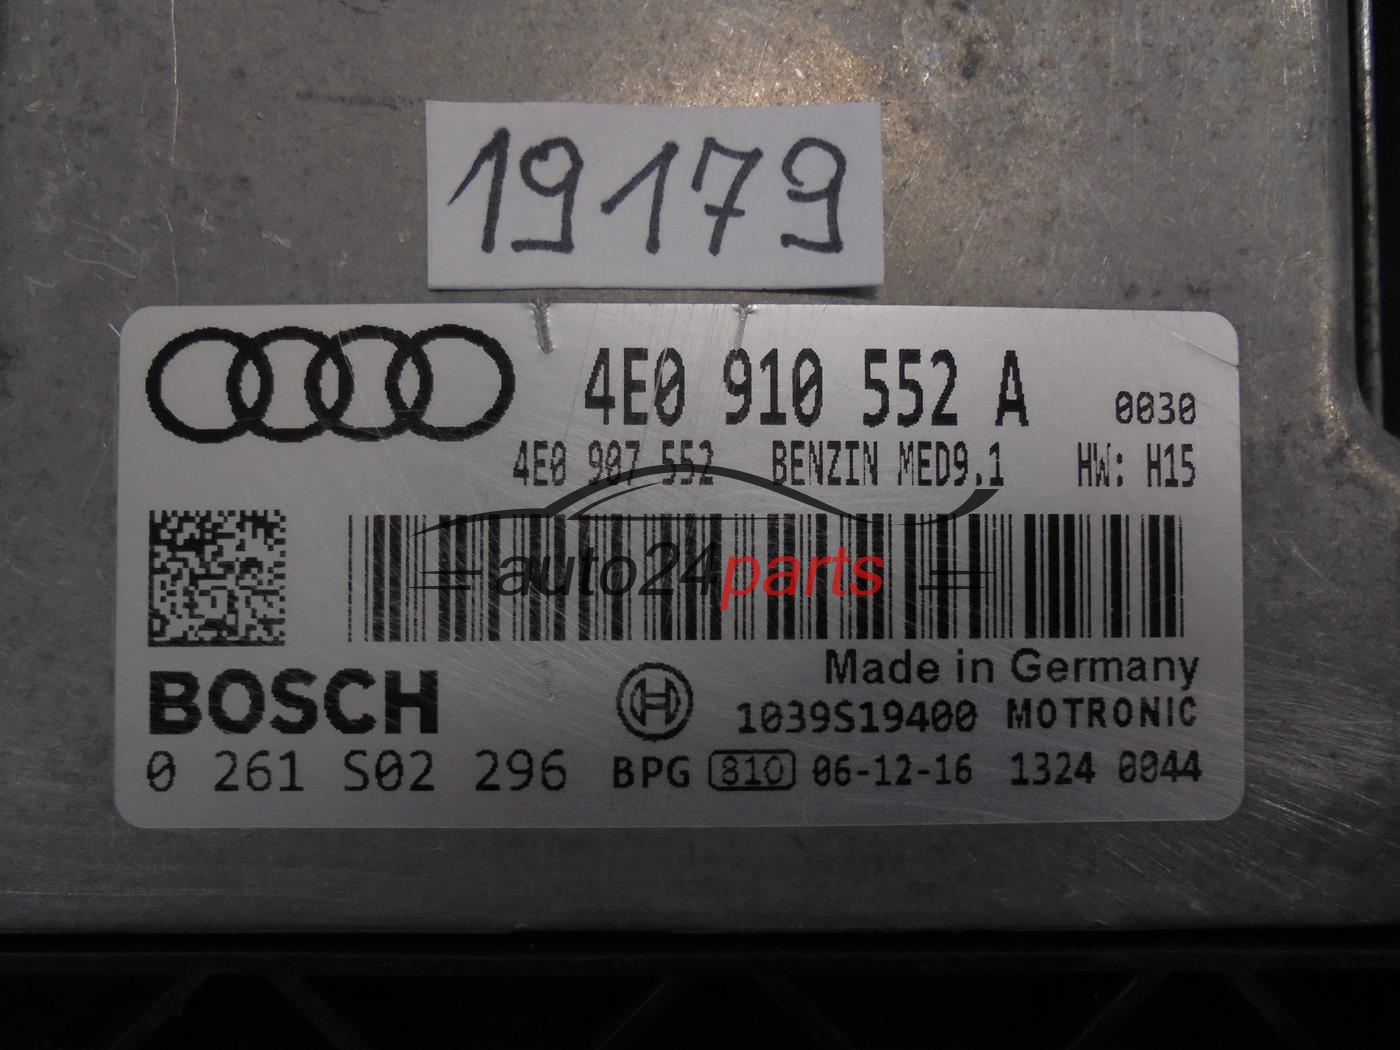 19179
4E0 910 552 A 0030
4E0 907 552 BENZIN MED9.1 HW: H15
auto24parts
Made in Germany
BOSCH 1039S19400 MOTRONIC
0 261 S02 296 BPG 810 06-12-16 1324 0044